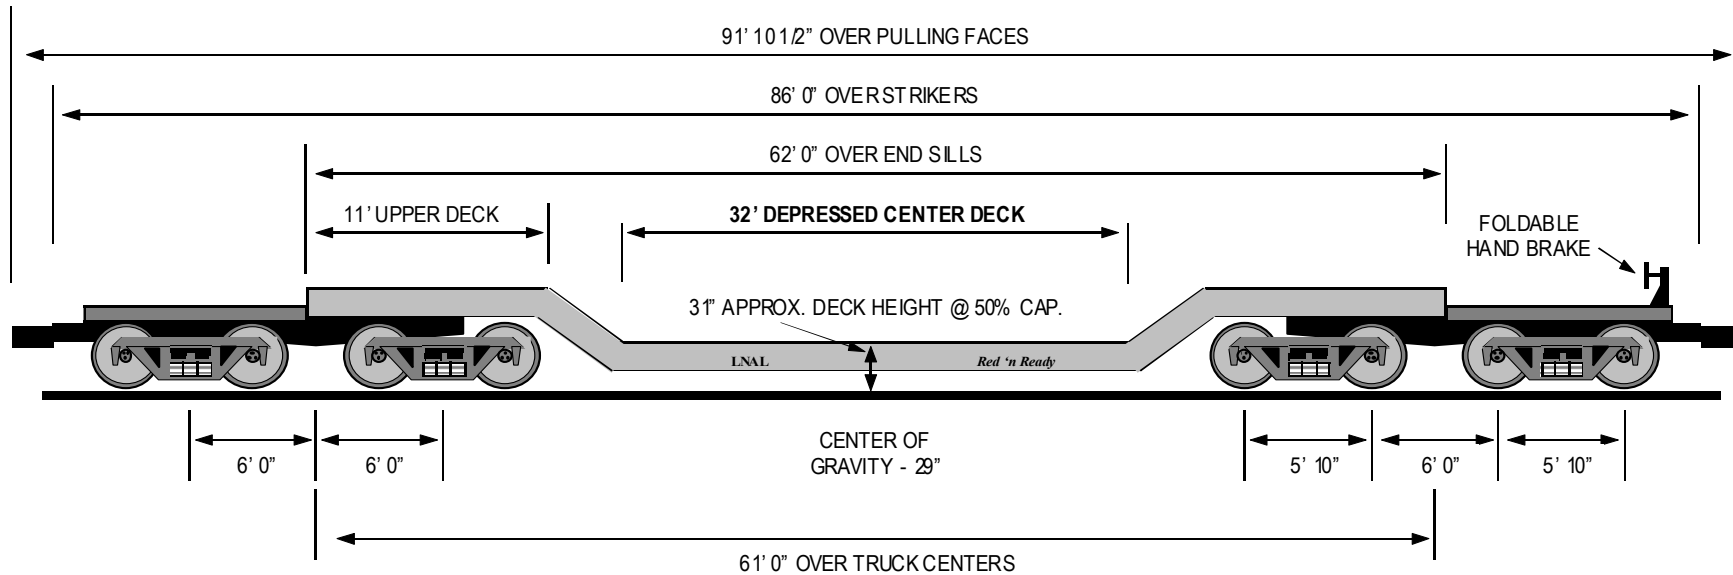 91' 10 1/2" OVER PULLING FACES
86' 0" OVER STRIKERS
62' 0" OVER END SILLS
11' UPPER DECK
32' DEPRESSED CENTER DECK
FOLDABLE
HAND BRAKE
31" APPROX. DECK HEIGHT @ 50% CAP.
LNAL
Red 'n Ready
6' 0"
6' 0"
CENTER OF
GRAVITY - 29"
5' 10"
6' 0"
5' 10"
61' 0" OVER TRUCK CENTERS